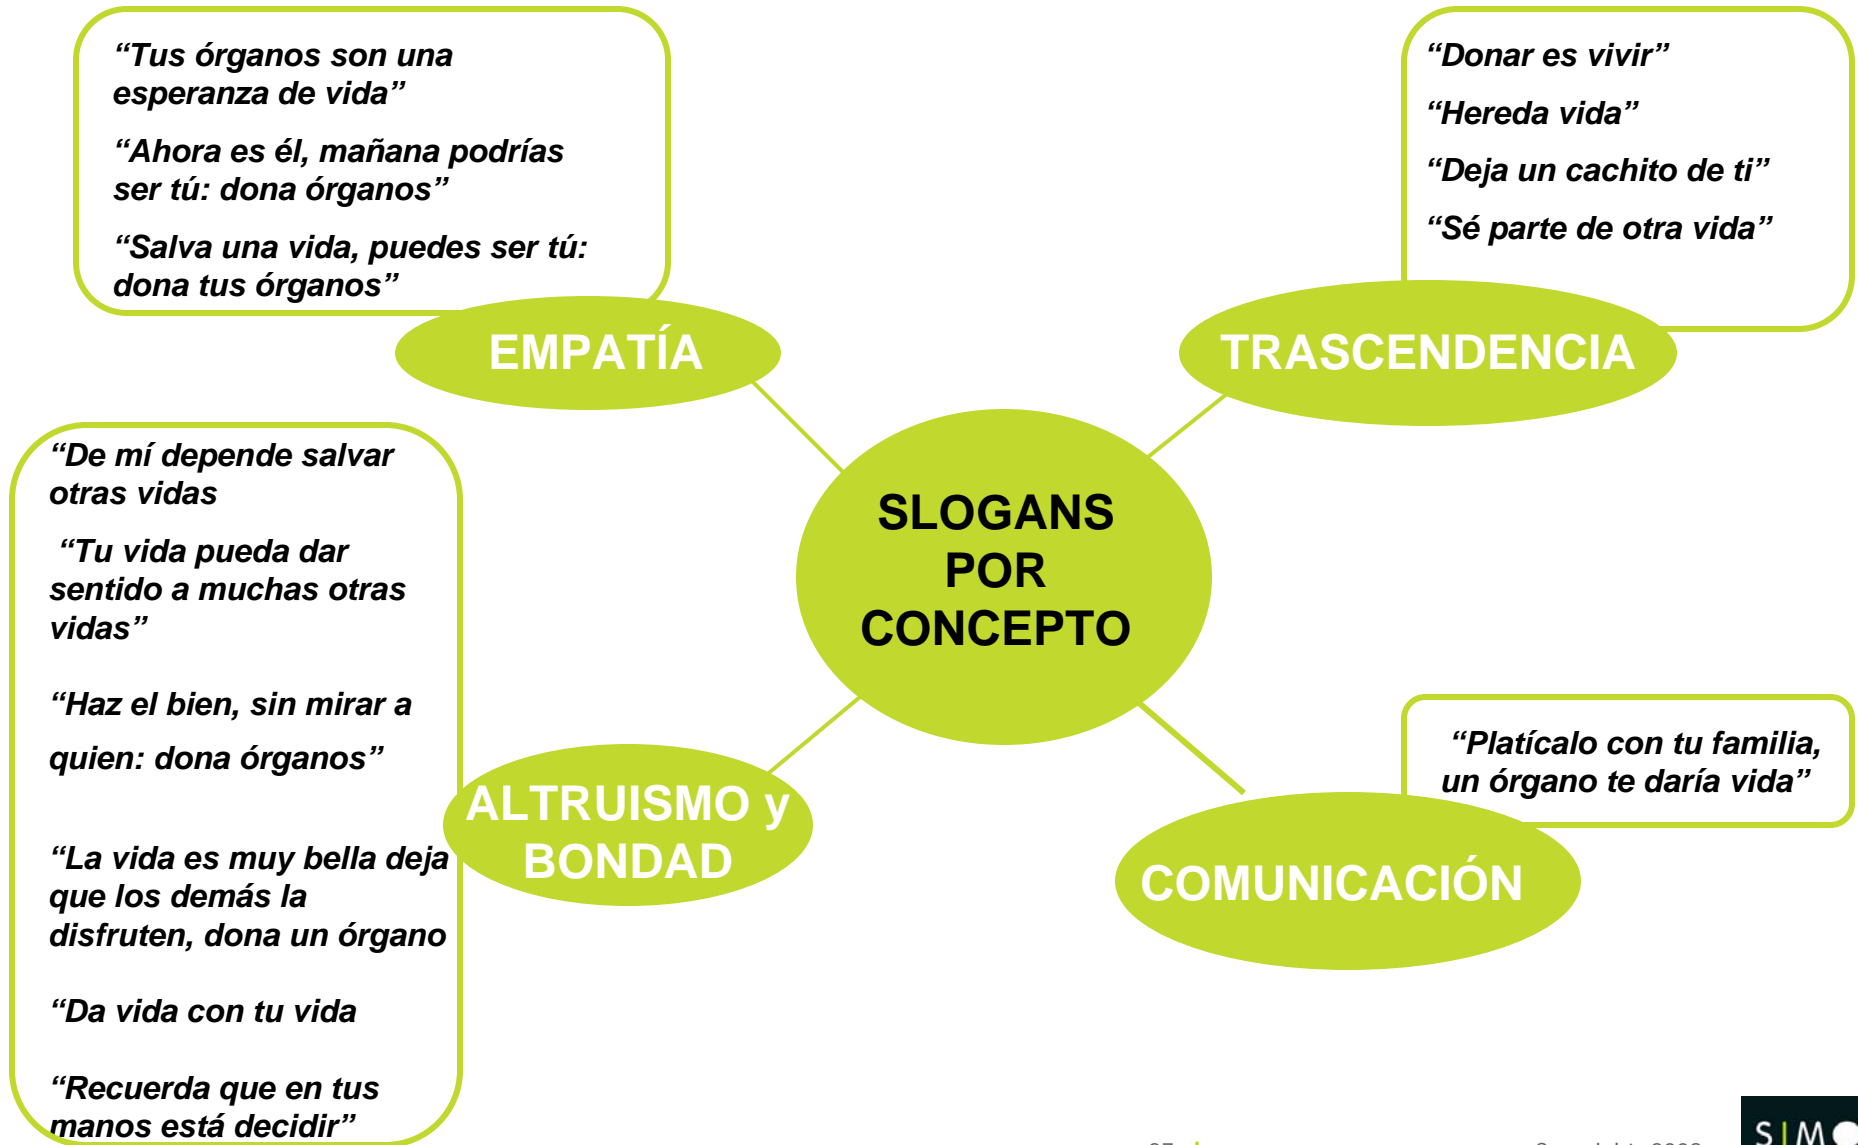 “Tus órganos son una
esperanza de vida”
“Ahora es él, mañana podrías
ser tú: dona órganos”
“Salva una vida, puedes ser tú:
dona tus órganos”
EMPATÍA
“Donar es vivir”
“Hereda vida”
“Deja un cachito de ti”
“Sé parte de otra vida”
TRASCENDENCIA
SLOGANS
POR
CONCEPTO
“De mí depende salvar
otras vidas
“Tu vida pueda dar
sentido a muchas otras
vidas”
“Haz el bien, sin mirar a
quien: dona órganos”
“La vida es muy bella deja
que los demás la
disfruten, dona un órgano
“Da vida con tu vida
“Recuerda que en tus
manos está decidir”
ALTRUISMO y
BONDAD
“Platícalo con tu familia,
un órgano te daría vida”
COMUNICACIÓN